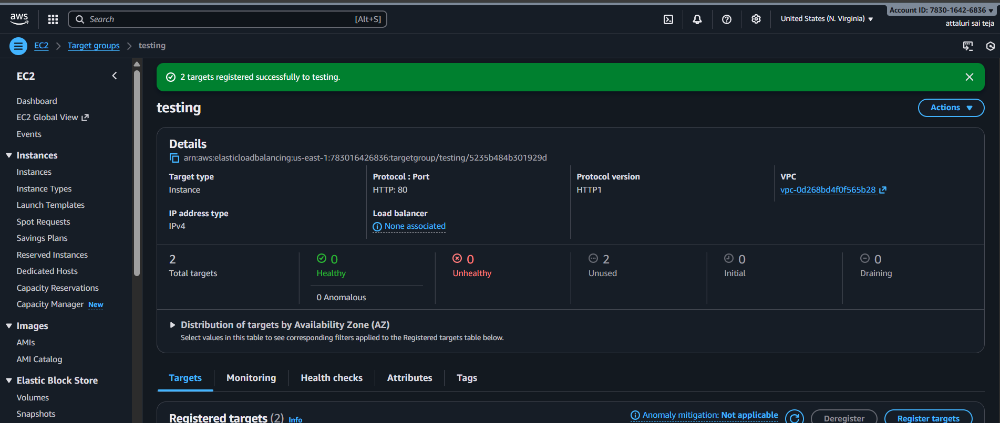 aws
Search [Alt+S]
United States (N. Virginia)
Account ID: 7830-1642-6836
attaluri sai teja
EC2 Target groups testing
EC2
Dashboard
EC2 Global View
Events
Instances
Instances
Instance Types
Launch Templates
Spot Requests
Savings Plans
Reserved Instances
Dedicated Hosts
Capacity Reservations
Capacity Manager New
Images
AMIs
AMI Catalog
Elastic Block Store
Volumes
Snapshots
2 targets registered successfully to testing.
testing
Actions
Details
arn:aws:elasticloadbalancing:us-east-1:783016426836:targetgroup/testing/5235b484b301929d
Target type
Instance
Protocol : Port
HTTP: 80
Protocol version
HTTP1
VPC
vpc-0d268bd4f0f565b28
IP address type
IPv4
Load balancer
None associated
2
Total targets
0
Healthy
0 Anomalous
0
Unhealthy
2
Unused
0
Initial
0
Draining
Distribution of targets by Availability Zone (AZ)
Select values in this table to see corresponding filters applied to the Registered targets table below.
Targets Monitoring Health checks Attributes Tags
Registered targets (2) Info
Anomaly mitigation: Not applicable
Deregister
Register targets